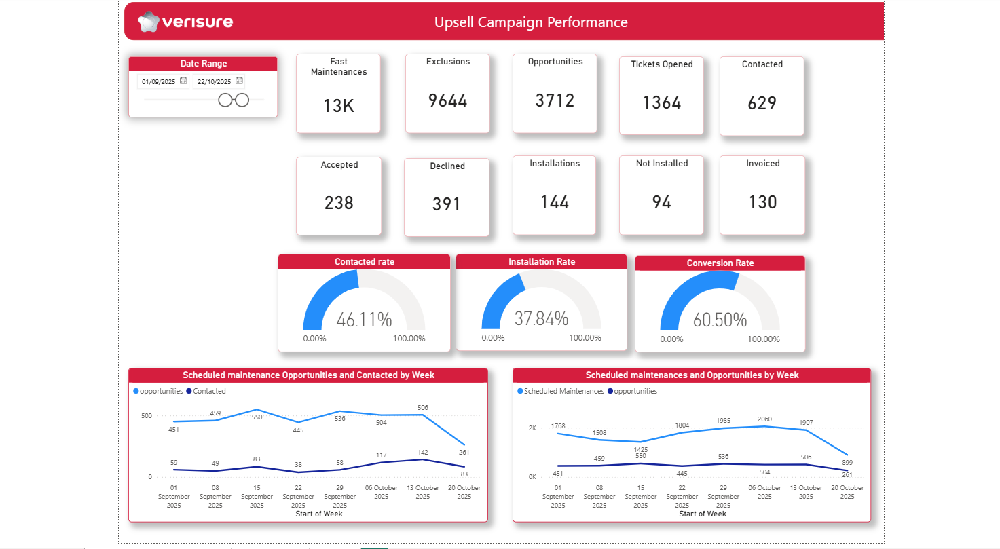 verisure
Upsell Campaign Performance
Date Range
01/09/2025
22/10/2025
Fast
Maintenances
13K
Exclusions
9644
Opportunities
3712
Tickets Opened
1364
Contacted
629
Accepted
238
Declined
391
Installations
144
Not Installed
94
Invoiced
130
Contacted rate
46.11%
0.00%
100.00%
Installation Rate
37.84%
0.00%
100.00%
Conversion Rate
60.50%
0.00%
100.00%
Scheduled maintenance Opportunities and Contacted by Week
opportunities Contacted
500
0
451
459
550
445
536
504
506
261
59
49
83
38
58
117
142
83
01
September
2025
08
September
2025
15
September
2025
22
September
2025
29
September
2025
06 October
2025
13 October
2025
20 October
2025
Start of Week
Scheduled maintenances and Opportunities by Week
Scheduled Maintenances opportunities
2K
0K
1768
1508
1425
1804
1985
2060
1907
899
451
459
550
445
536
504
506
261
01
September
2025
08
September
2025
15
September
2025
22
September
2025
29
September
2025
06 October
2025
13 October
2025
20 October
2025
Start of Week